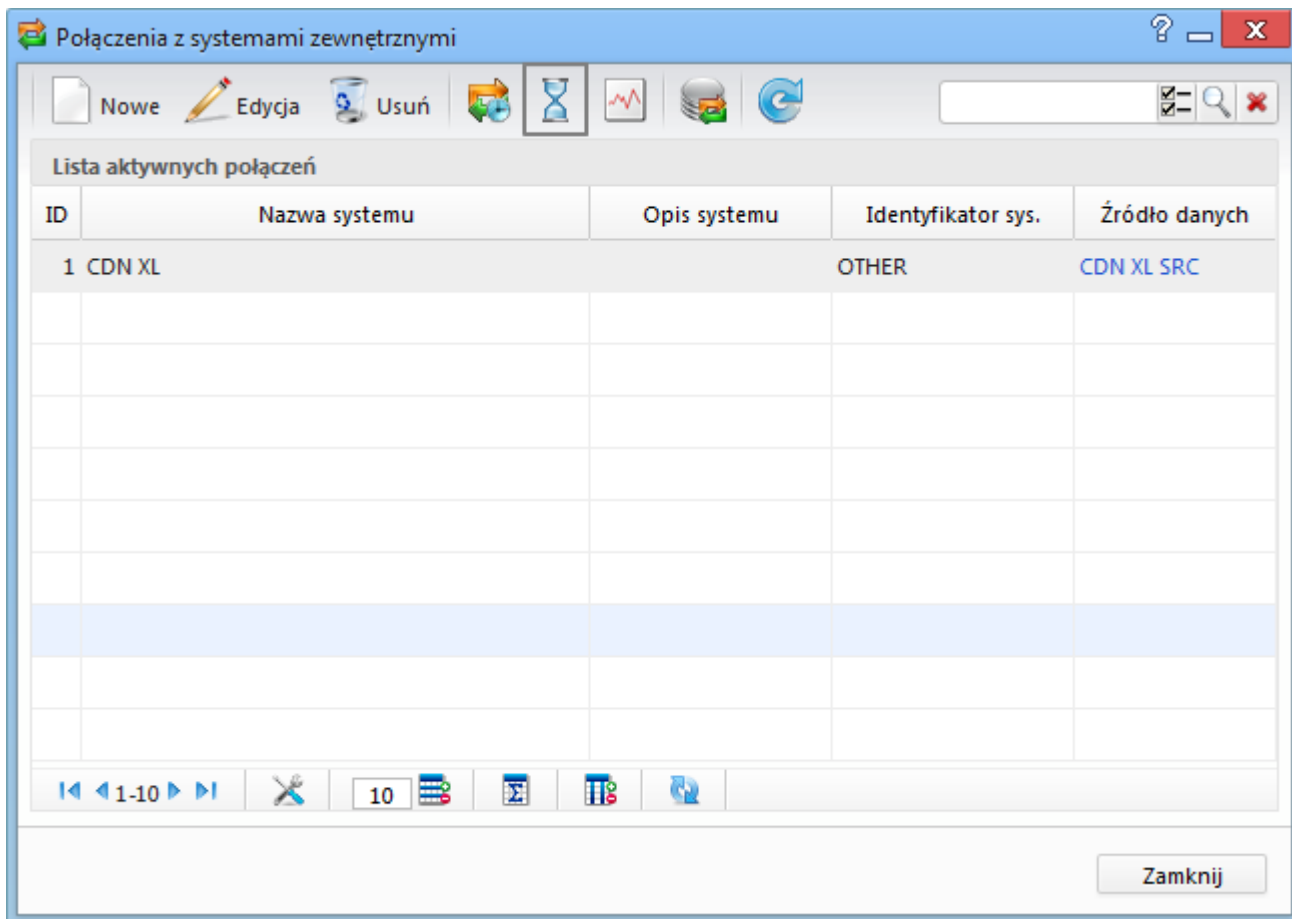 Połączenia z systemami zewnętrznymi
Nowe Edycja Usuń
Lista aktywnych połączeń
ID Nazwa systemu Opis systemu Identyfikator sys. Źródło danych
1 CDN XL OTHER CDN XL SRC
1-10 10
Zamknij